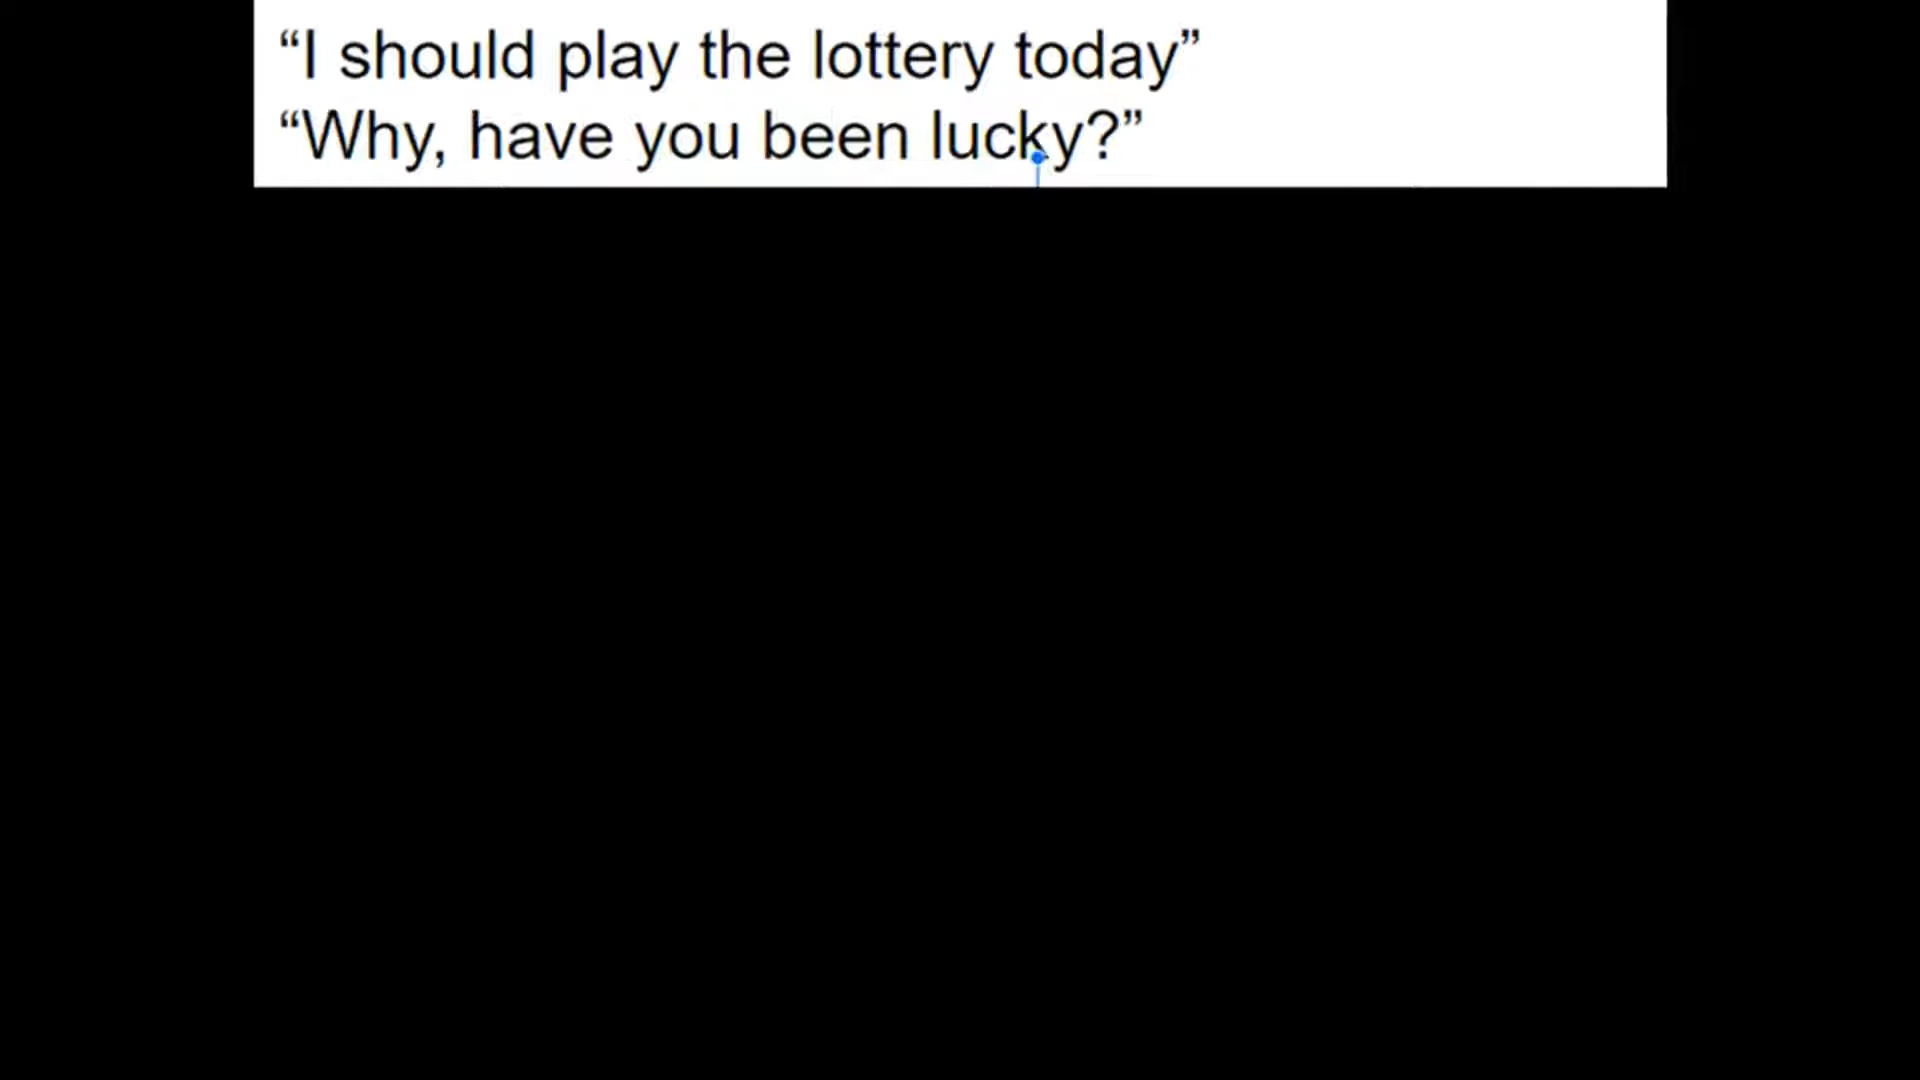 “I should play the lottery today”
“Why, have you been lucky?”